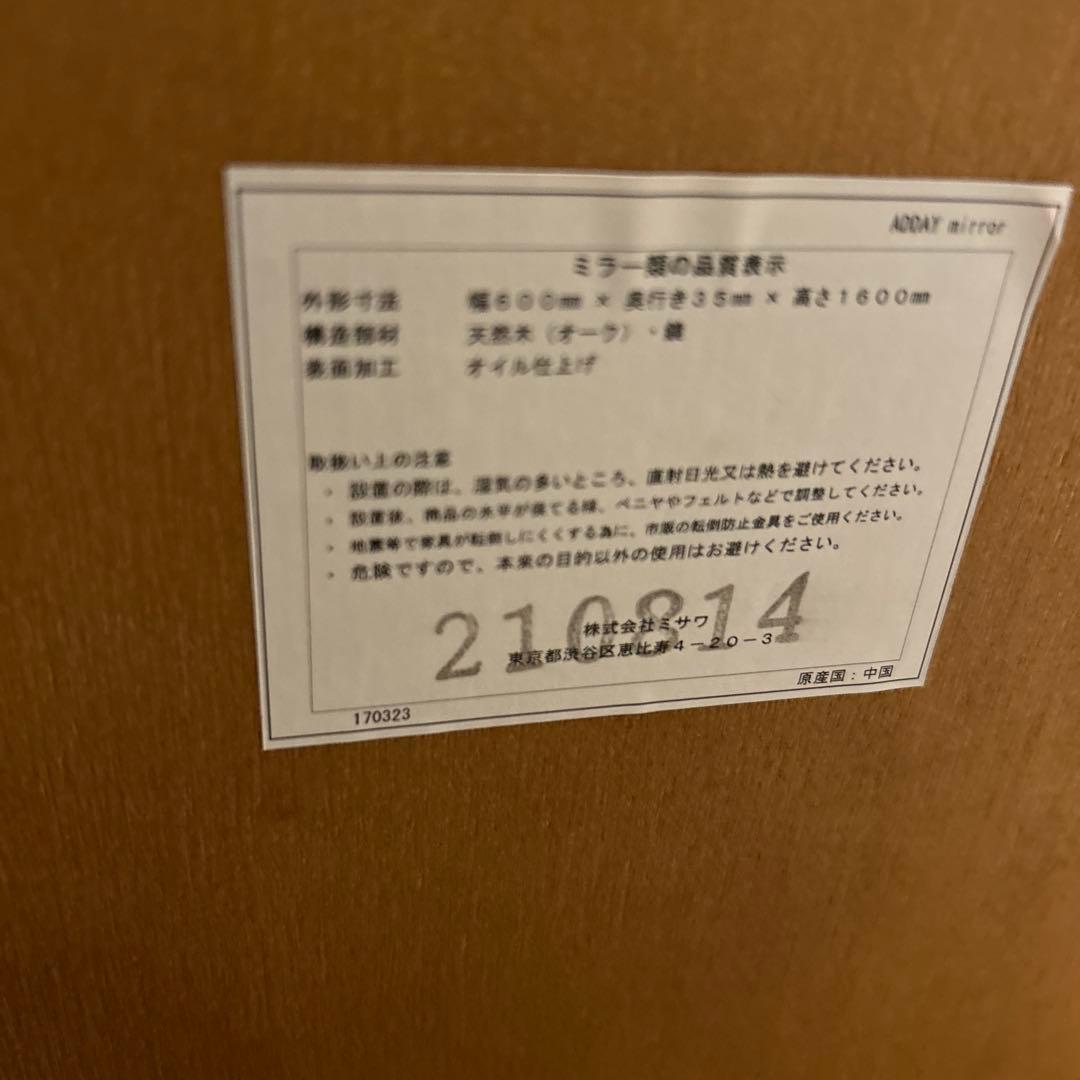 ADDAY mirror
ミラー類の品質表示
外形寸法 幅600㎜ × 奥行き35㎜ × 高さ1600㎜
構造部材 天然木（オーク）・鏡
表面加工 オイル仕上げ
取扱い上の注意
。設置の際は、湿気の多いところ、直射日光又は熱を避けてください。
。設置後、商品の水平が保てる様、ベニヤやフェルトなどで調整してください。
。地震等で家具が転倒しにくくする為に、市販の転倒防止金具をご使用ください。
。危険ですので、本来の目的以外の使用はお避けください。
210814
株式会社ミサワ
東京都渋谷区恵比寿4－20－3
原産国：中国
170323